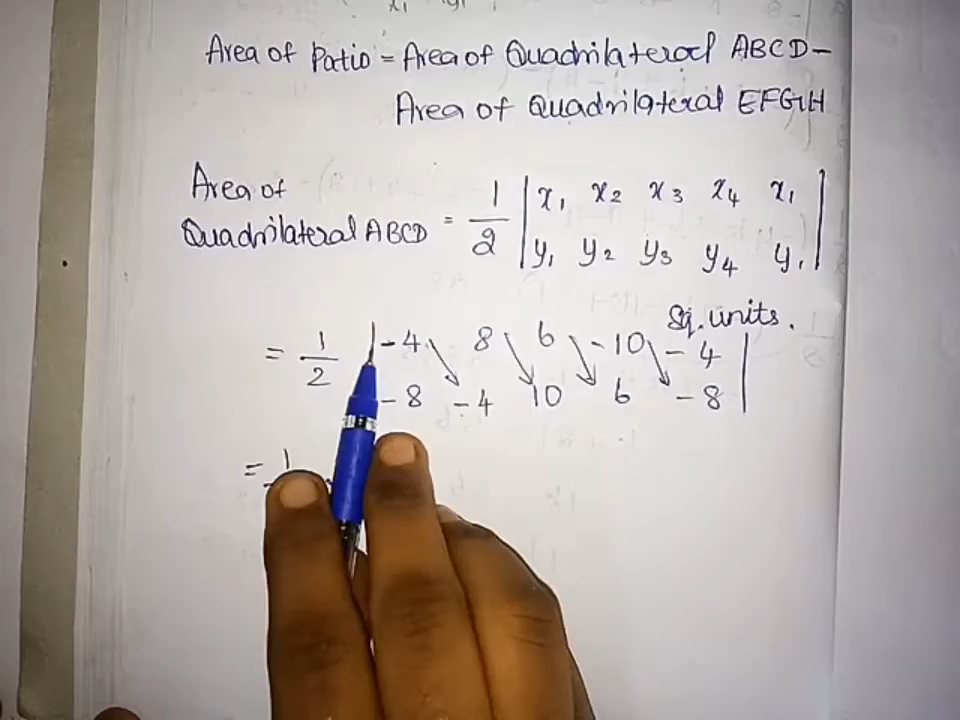 Area of Patio = Area of Quadrilateral ABCD -
Area of Quadrilateral EFGH
Area of
Quadrilateral ABCD = 1/2 | x₁ x₂ x₃ x₄ x₁ |
y₁ y₂ y₃ y₄ y₁
Sq. units.
= 1/2 | -4 8 6 -10 -4 |
-8 -4 10 6 -8
= 1